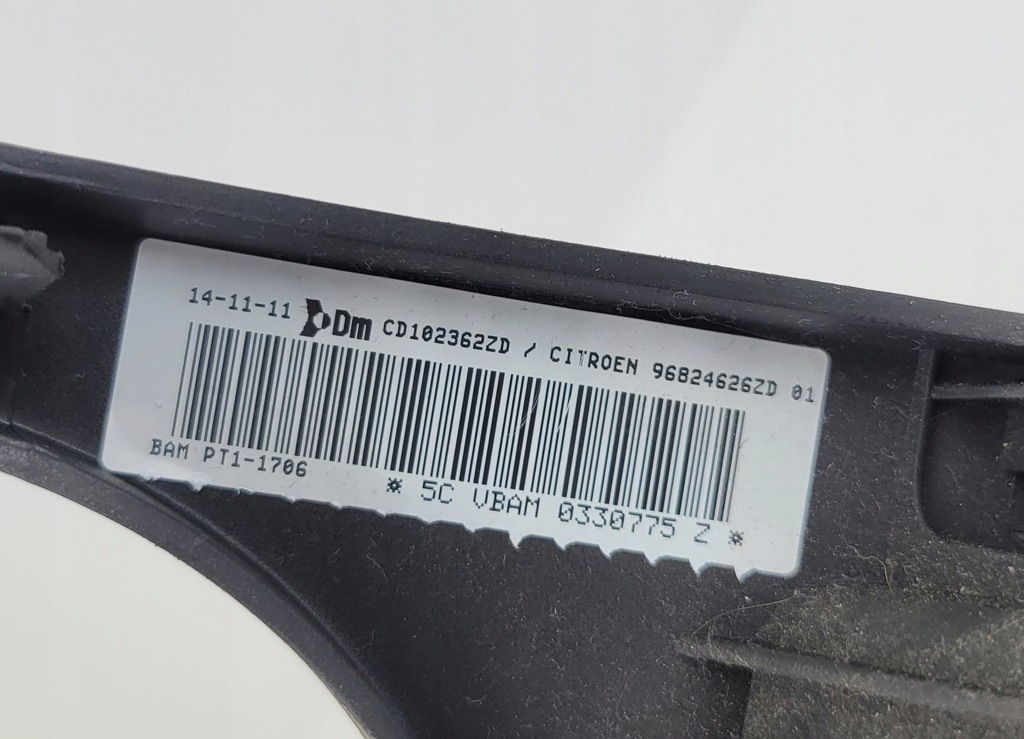 14-11-11 Dm CD102362ZD / CITROEN 96824626ZD 01
BAM PT1-1706
* 5C VBAM 0330775 Z *